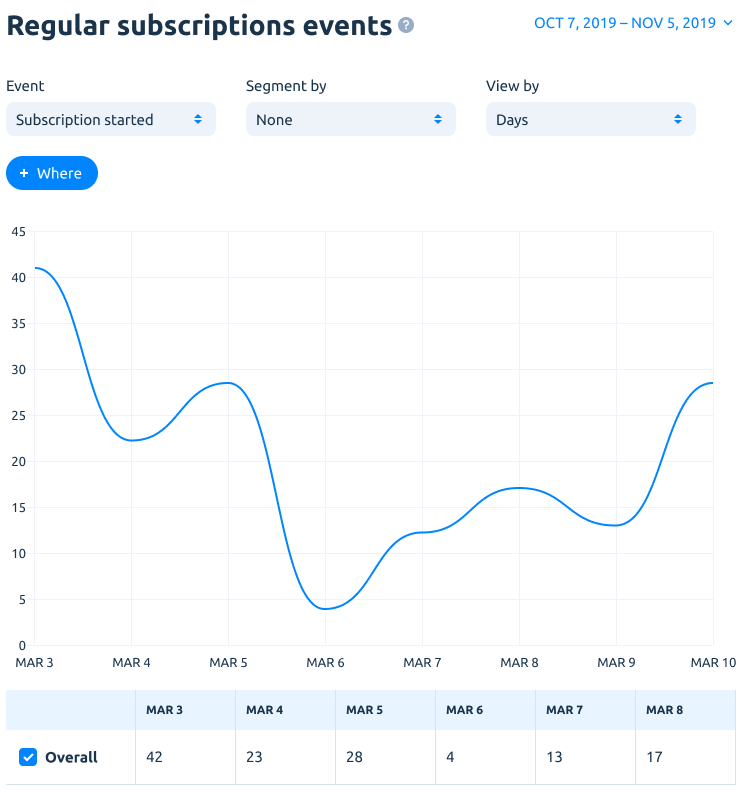 Regular subscriptions events ?
OCT 7, 2019 – NOV 5, 2019
Event
Segment by
View by
Subscription started
None
Days
+ Where
45
40
35
30
25
20
15
10
5
0
MAR 3 MAR 4 MAR 5 MAR 6 MAR 7 MAR 8 MAR 9 MAR 10
MAR 3 MAR 4 MAR 5 MAR 6 MAR 7 MAR 8
Overall 42 23 28 4 13 17